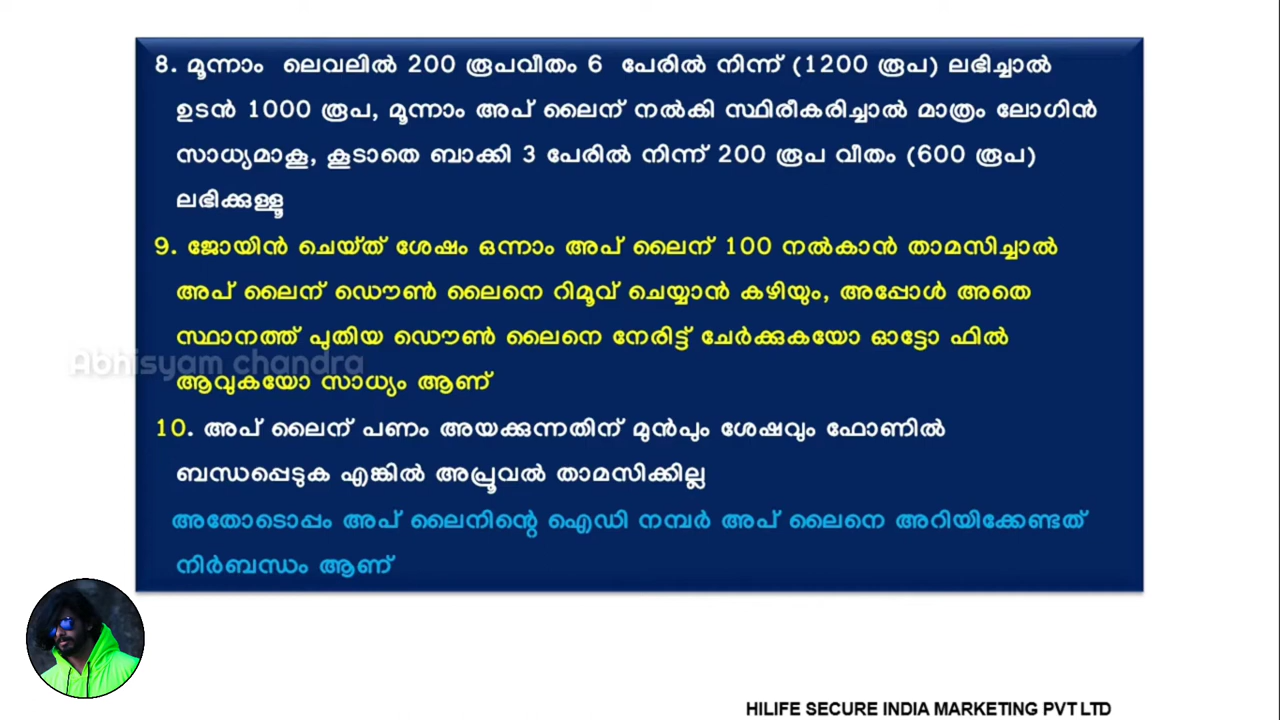 8. മൂന്നാം ലെവലിൽ 200 രൂപവീതം 6 പേരിൽ നിന്ന് (1200 രൂപ) ലഭിച്ചാൽ
ഉടൻ 1000 രൂപ, മൂന്നാം അപ് ലൈന് നൽകി സ്ഥിരീകരിച്ചാൽ മാത്രം ലോഗിൻ
സാധ്യമാകൂ, കൂടാതെ ബാക്കി 3 പേരിൽ നിന്ന് 200 രൂപ വീതം (600 രൂപ)
ലഭിക്കുള്ളൂ
9. ജോയിൻ ചെയ്ത് ശേഷം ഒന്നാം അപ് ലൈന് 100 നൽകാൻ താമസിച്ചാൽ
അപ് ലൈന് ഡൌൺ ലൈനെ റിമൂവ് ചെയ്യാൻ കഴിയും, അപ്പോൾ അതെ
സ്ഥാനത്ത് പുതിയ ഡൌൺ ലൈനെ നേരിട്ട് ചേർക്കുകയോ ഓട്ടോ ഫിൽ
Abhisyam chandra
ആവുകയോ സാധ്യം ആണ്
10. അപ് ലൈന് പണം അയക്കുന്നതിന് മുൻപും ശേഷവും ഫോണിൽ
ബന്ധപ്പെടുക എങ്കിൽ അപ്രൂവൽ താമസിക്കില്ല
അതോടൊപ്പം അപ് ലൈനിന്റെ ഐഡി നമ്പർ അപ് ലൈനെ അറിയിക്കേണ്ടത്
നിർബന്ധം ആണ്
HILIFE SECURE INDIA MARKETING PVT LTD